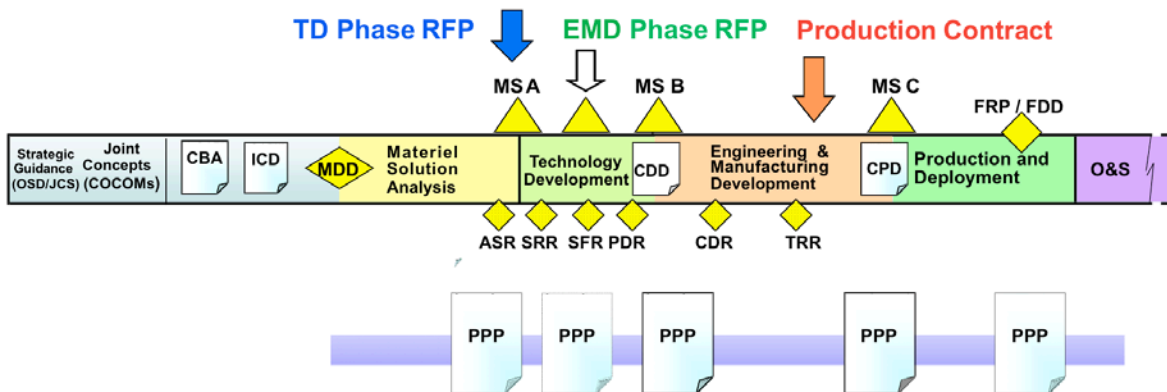 TD Phase RFP
EMD Phase RFP
Production Contract
MS A
MS B
MS C
FRP / FDD
Strategic
Guidance
(OSD/JCS)
Joint
Concepts
(COCOMs)
CBA
ICD
MDD
Materiel
Solution
Analysis
Technology
Development
CDD
Engineering &
Manufacturing
Development
CPD
Production and
Deployment
O&S
ASR
SRR
SFR
PDR
CDR
TRR
PPP
PPP
PPP
PPP
PPP